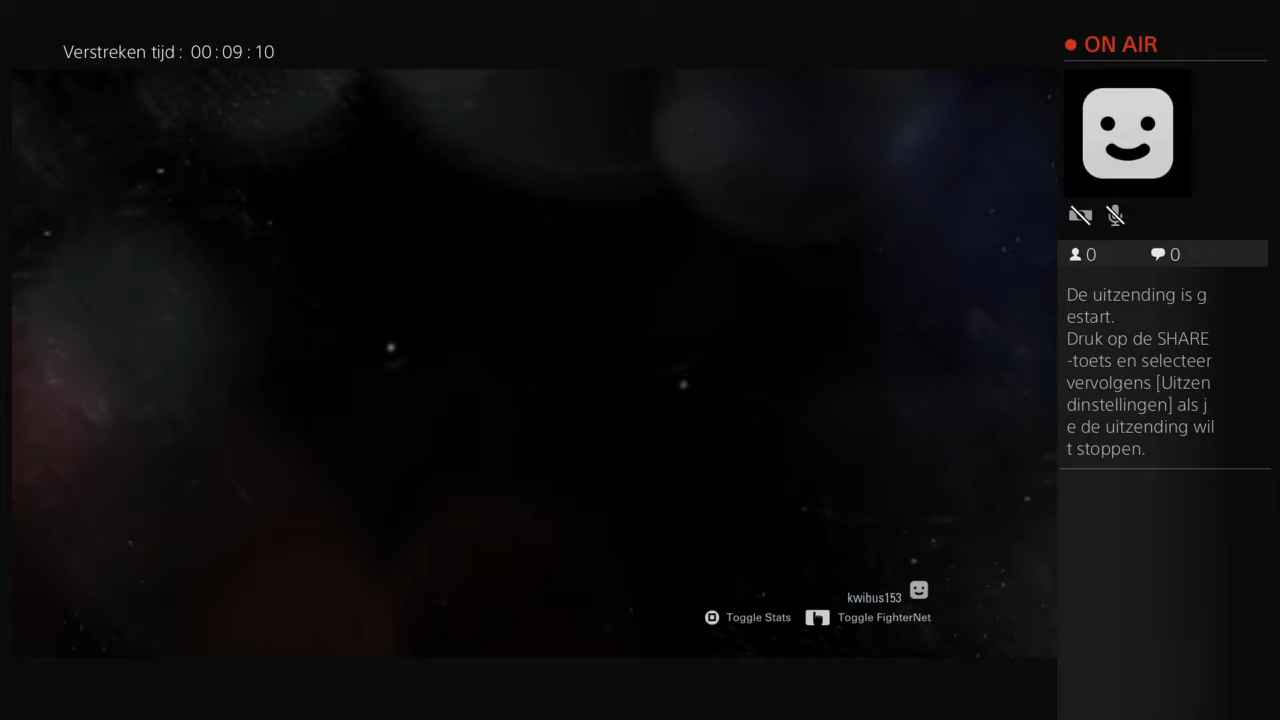 Verstreken tijd: 00:09:10
ON AIR
0 0
De uitzending is g
estart.
Druk op de SHARE
-toets en selecteer
vervolgens [Uitzen
dinstellingen] als j
e de uitzending wil
t stoppen.
kwibus153
Toggle Stats Toggle FighterNet